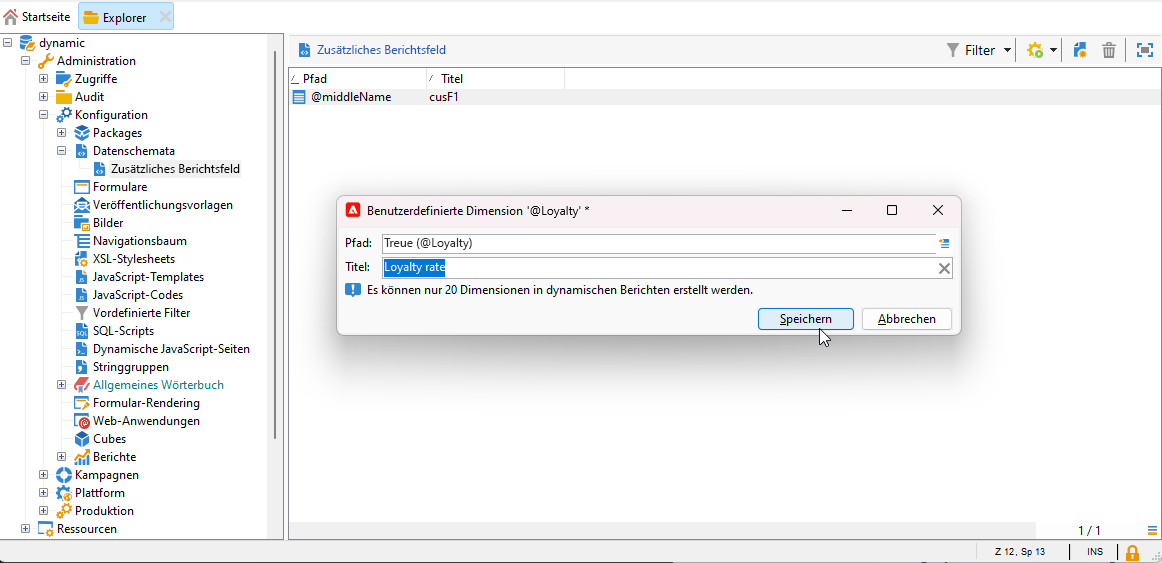 Startseite
Explorer
dynamic
Administration
Zugriffe
Audit
Konfiguration
Packages
Datenschemata
Zusätzliches Berichtsfeld
Formulare
Veröffentlichungsvorlagen
Bilder
Navigationsbaum
XSL-Stylesheets
JavaScript-Templates
JavaScript-Codes
Vordefinierte Filter
SQL-Scripts
Dynamische JavaScript-Seiten
Stringgruppen
Allgemeines Wörterbuch
Formular-Rendering
Web-Anwendungen
Cubes
Berichte
Kampagnen
Plattform
Produktion
Ressourcen
Zusätzliches Berichtsfeld
Filter
Pfad Titel
@middleName cusF1
Benutzerdefinierte Dimension '@Loyalty' *
Pfad: Treue (@Loyalty)
Titel: Loyalty rate
Es können nur 20 Dimensionen in dynamischen Berichten erstellt werden.
Speichern Abbrechen
1 / 1
Z 12, Sp 13 INS